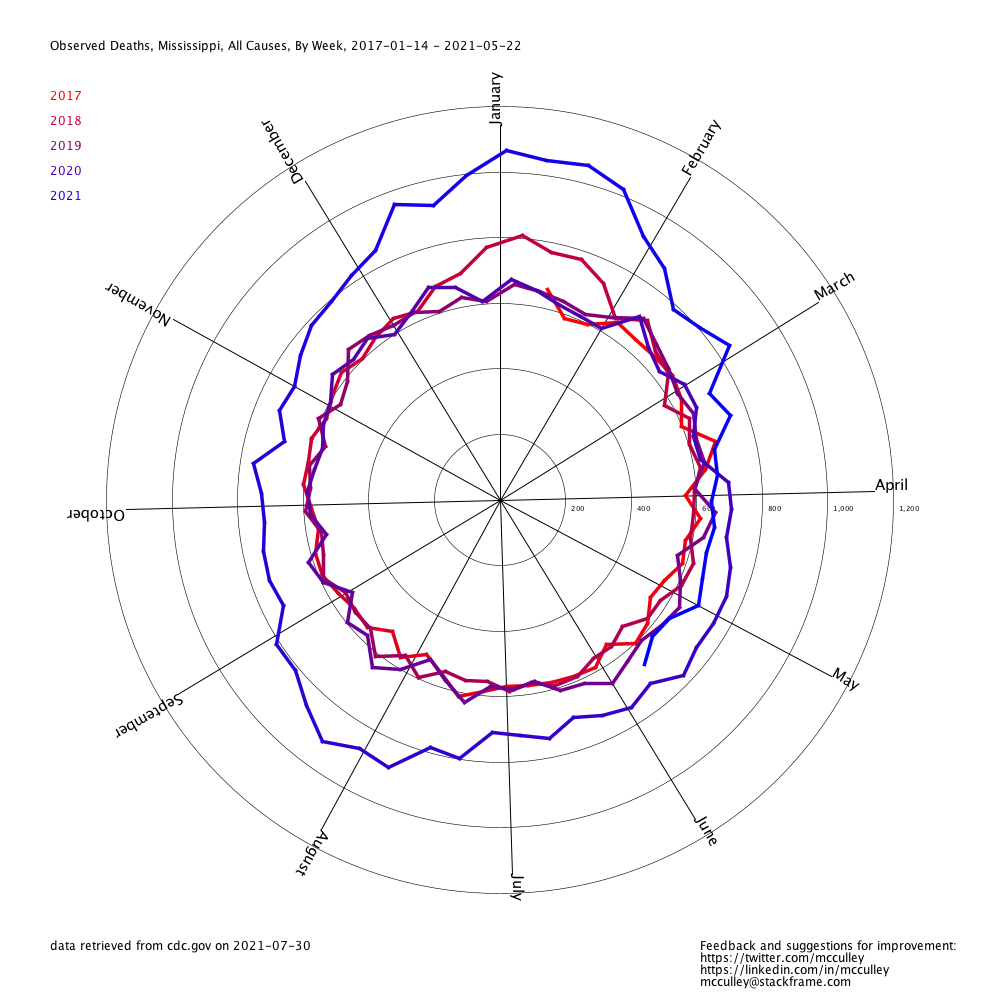 Observed Deaths, Mississippi, All Causes, By Week, 2017-01-14 - 2021-05-22
2017
2018
2019
2020
2021
January
February
March
April
May
June
July
August
September
October
November
December
200
400
600
800
1,000
1,200
data retrieved from cdc.gov on 2021-07-30
Feedback and suggestions for improvement:
https://twitter.com/mcculley
https://linkedin.com/in/mcculley
mcculley@stackframe.com